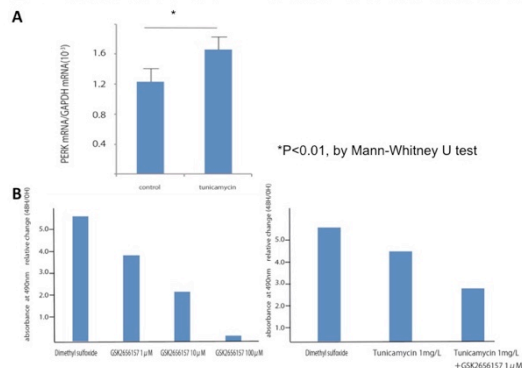 A
*
PERK mRNA/GAPDH mRNA(10⁻³)
1.6
1.2
0.4
control
tunicamycin
*P<0.01, by Mann-Whitney U test
B
absorbance at 490nm relative change (48H/0H)
5.0
4.0
3.0
2.0
1.0
Dimethyl sulfoxide
GSK2656157 1μM
GSK2656157 10μM
GSK2656157 100μM
absorbance at 490nm relative change (48H/0H)
5.0
4.0
3.0
2.0
1.0
Dimethyl sulfoxide
Tunicamycin 1mg/L
Tunicamycin 1mg/L
+GSK2656157 1μM